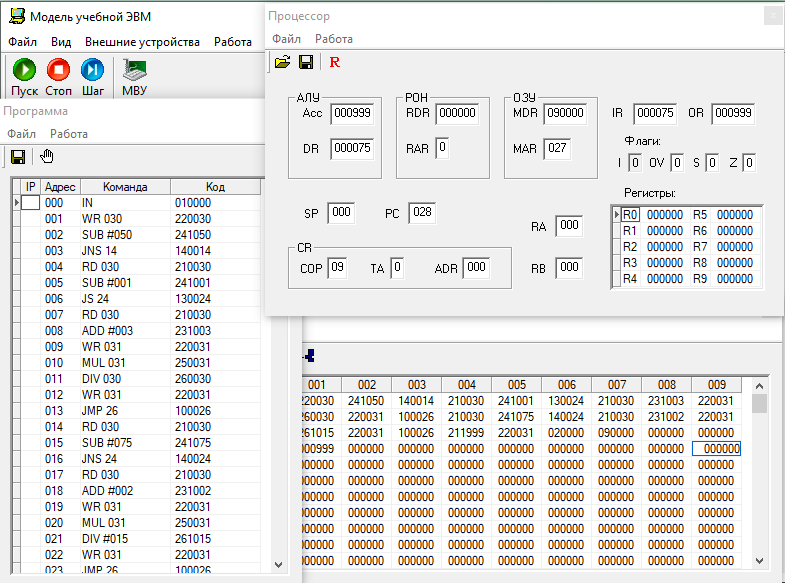 Модель учебной ЭВМ
Файл Вид Внешние устройства Работа
Пуск Стоп Шаг МВУ
Программа
Файл Работа
IP Адрес Команда Код
000 IN 010000
001 WR 030 220030
002 SUB #050 241050
003 JNS 14 140014
004 RD 030 210030
005 SUB #001 241001
006 JS 24 130024
007 RD 030 210030
008 ADD #003 231003
009 WR 031 220031
010 MUL 031 250031
011 DIV 030 260030
012 WR 031 220031
013 JMP 26 100026
014 RD 030 210030
015 SUB #075 241075
016 JNS 24 140024
017 RD 030 210030
018 ADD #002 231002
019 WR 031 220031
020 MUL 031 250031
021 DIV #015 261015
022 WR 031 220031
023 JMP 26 100026
Процессор
Файл Работа
R
АЛУ РОН ОЗУ
Acc 000999 RDR 000000 MDR 090000 IR 000075 OR 000999
DR 000075 RAR 0 MAR 027
Флаги:
I 0 OV 0 S 0 Z 0
Регистры:
SP 000 PC 028 RA 000
CR
COP 09 TA 0 ADR 000 RB 000
R0 000000 R5 000000
R1 000000 R6 000000
R2 000000 R7 000000
R3 000000 R8 000000
R4 000000 R9 000000
001 002 003 004 005 006 007 008 009
220030 241050 140014 210030 241001 130024 210030 231003 220031
260030 220031 100026 210030 241075 140024 210030 231002 220031
261015 220031 100026 211999 220031 020000 090000 000000 000000
000999 000000 000000 000000 000000 000000 000000 000000 000000
000000 000000 000000 000000 000000 000000 000000 000000 000000
000000 000000 000000 000000 000000 000000 000000 000000 000000
000000 000000 000000 000000 000000 000000 000000 000000 000000
000000 000000 000000 000000 000000 000000 000000 000000 000000
000000 000000 000000 000000 000000 000000 000000 000000 000000
000000 000000 000000 000000 000000 000000 000000 000000 000000
000000 000000 000000 000000 000000 000000 000000 000000 000000